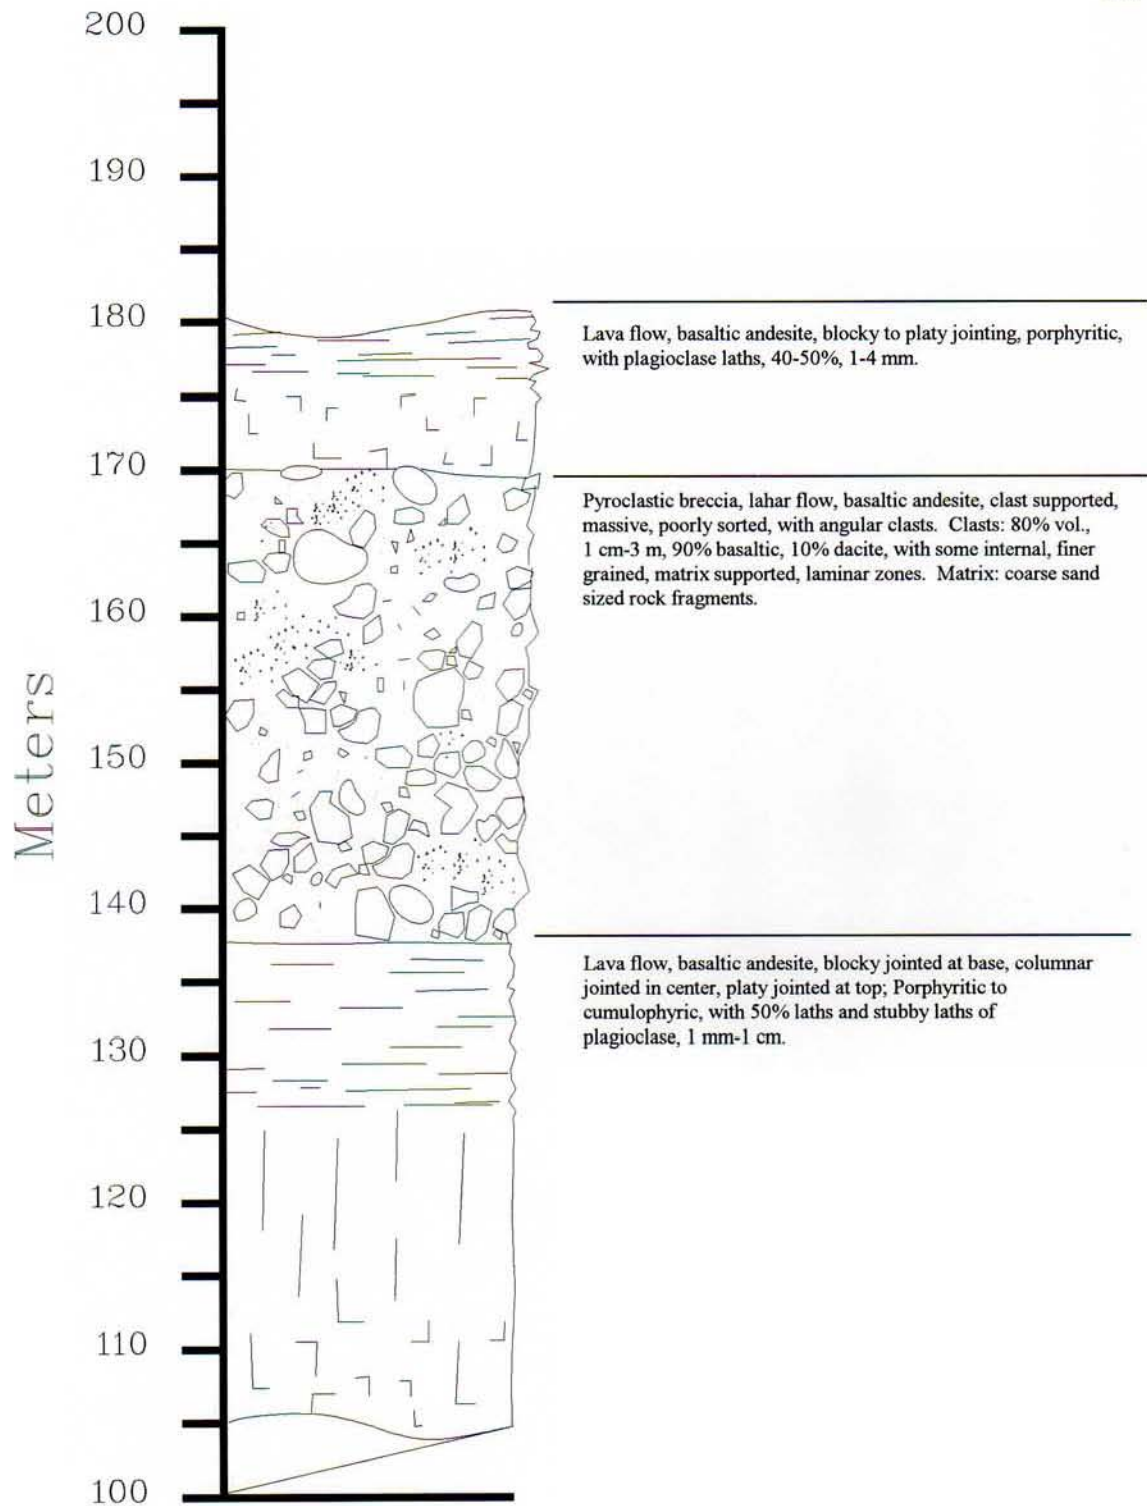 200
190
180
170
160
150
140
130
120
110
100
Meters
Lava flow, basaltic andesite, blocky to platy jointing, porphyritic,
with plagioclase laths, 40-50%, 1-4 mm.
Pyroclastic breccia, lahar flow, basaltic andesite, clast supported,
massive, poorly sorted, with angular clasts. Clasts: 80% vol.,
1 cm-3 m, 90% basaltic, 10% dacite, with some internal, finer
grained, matrix supported, laminar zones. Matrix: coarse sand
sized rock fragments.
Lava flow, basaltic andesite, blocky jointed at base, columnar
jointed in center, platy jointed at top; Porphyritic to
cumulophyric, with 50% laths and stubby laths of
plagioclase, 1 mm-1 cm.